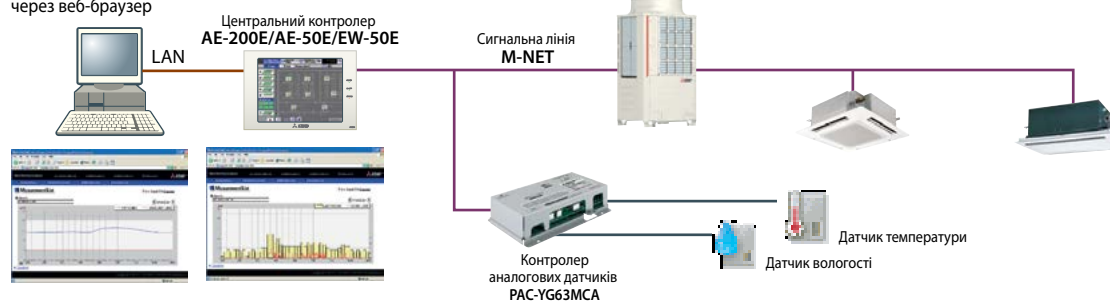 через веб-браузер
Центральний контролер
AE-200E/AE-50E/EW-50E
LAN
Сигнальна лінія
M-NET
Датчик температури
Датчик вологості
Контролер
аналогових датчиків
PAC-YG63MCA